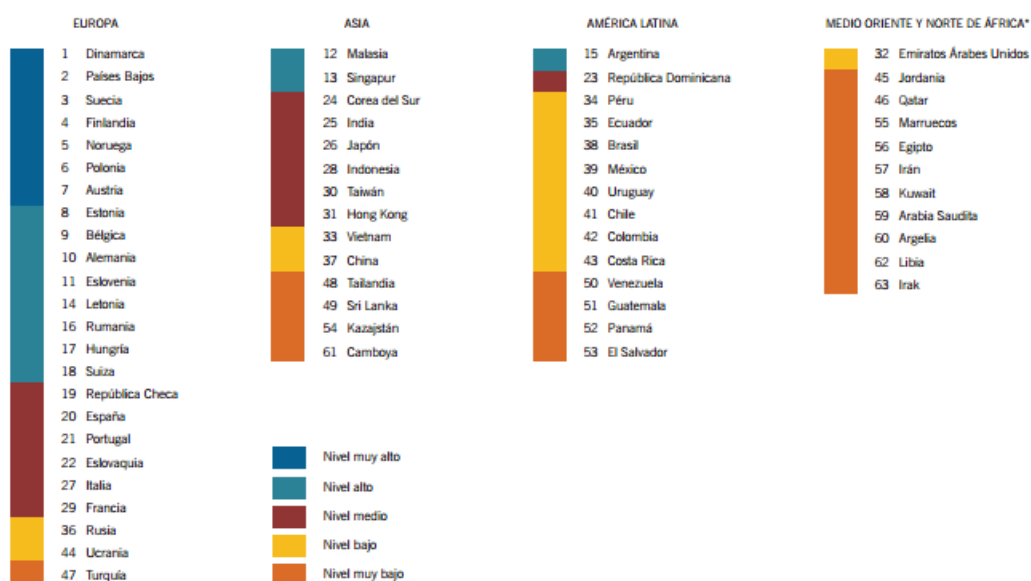 EUROPA
1 Dinamarca
2 Países Bajos
3 Suecia
4 Finlandia
5 Noruega
6 Polonia
7 Austria
8 Estonia
9 Bélgica
10 Alemania
11 Eslovenia
14 Letonia
16 Rumania
17 Hungría
18 Suiza
19 República Checa
20 España
21 Portugal
22 Eslovaquia
27 Italia
29 Francia
36 Rusia
44 Ucrania
47 Turquía
ASIA
12 Malasia
13 Singapur
24 Corea del Sur
25 India
26 Japón
28 Indonesia
30 Taiwán
31 Hong Kong
33 Vietnam
37 China
48 Tailandia
49 Sri Lanka
54 Kazajstán
61 Camboya
AMÉRICA LATINA
15 Argentina
23 República Dominicana
34 Péru
35 Ecuador
38 Brasil
39 México
40 Uruguay
41 Chile
42 Colombia
43 Costa Rica
50 Venezuela
51 Guatemala
52 Panamá
53 El Salvador
MEDIO ORIENTE Y NORTE DE ÁFRICA*
32 Emiratos Árabes Unidos
45 Jordania
46 Qatar
55 Marruecos
56 Egipto
57 Irán
58 Kuwait
59 Arabia Saudita
60 Argelia
62 Libia
63 Irak
Nivel muy alto
Nivel alto
Nivel medio
Nivel bajo
Nivel muy bajo